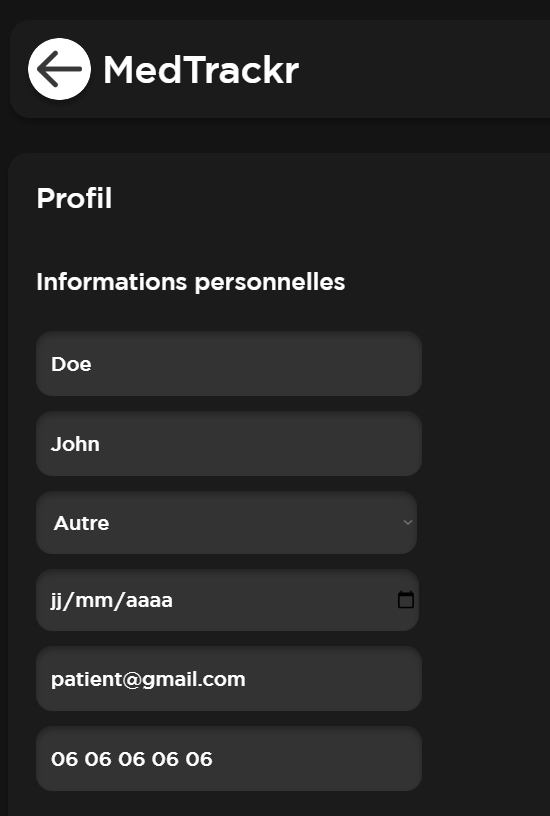 MedTrackr
Profil
Informations personnelles
Doe
John
Autre
jj/mm/aaaa
patient@gmail.com
06 06 06 06 06